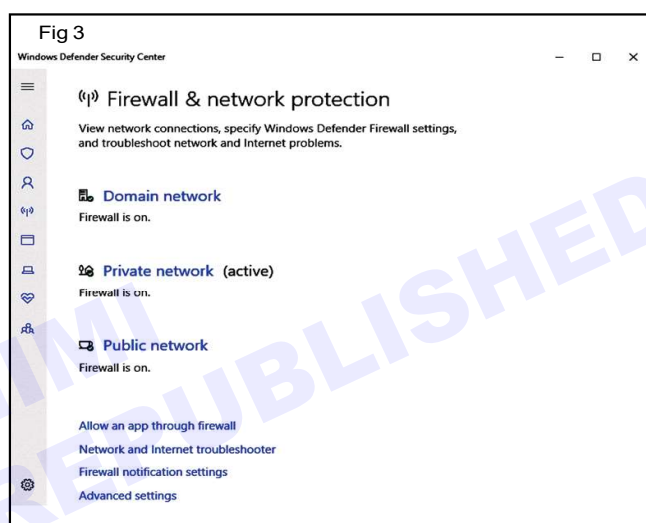 Fig 3
Windows Defender Security Center
Firewall & network protection
View network connections, specify Windows Defender Firewall settings,
and troubleshoot network and Internet problems.
Domain network
Firewall is on.
Private network (active)
Firewall is on.
Public network
Firewall is on.
Allow an app through firewall
Network and Internet troubleshooter
Firewall notification settings
Advanced settings